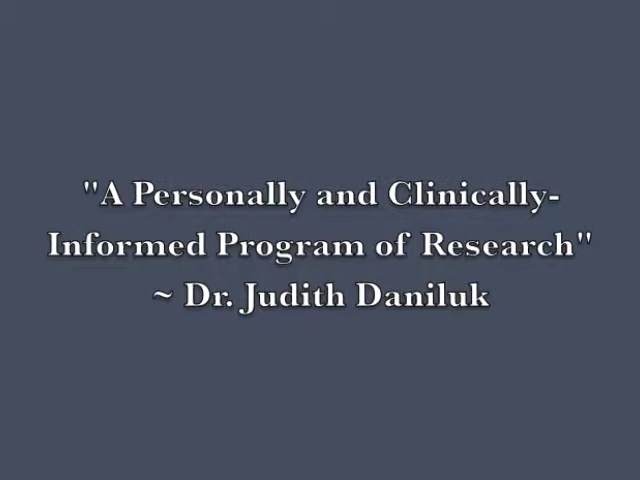 "A Personally and Clinically-
Informed Program of Research"
~ Dr. Judith Daniluk